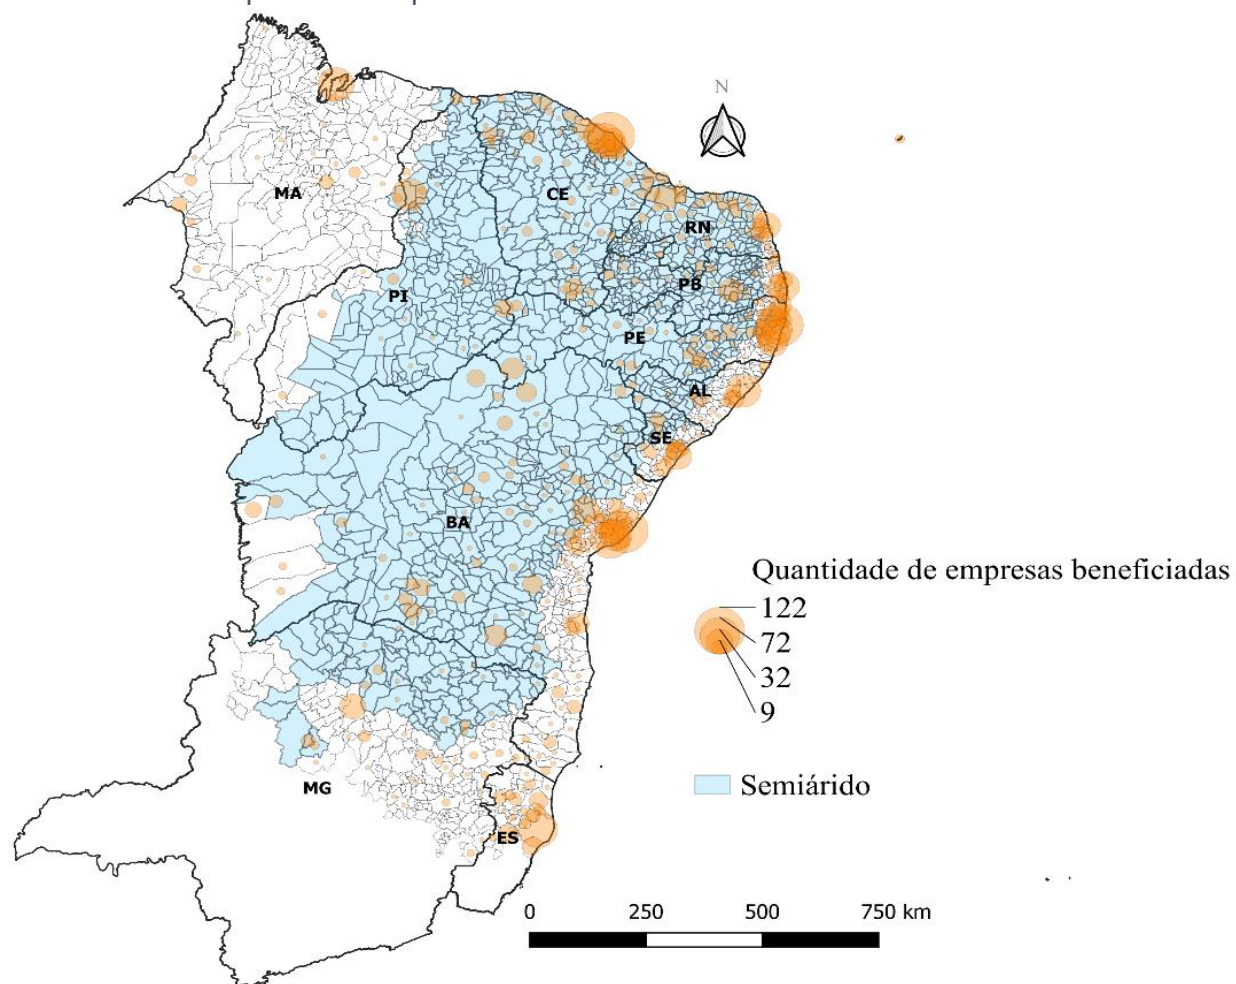 N
MA
CE
RN
PI
PB
PE
AL
SE
BA
Quantidade de empresas beneficiadas
122
72
32
9
MG
Semiárido
ES
0 250 500 750 km